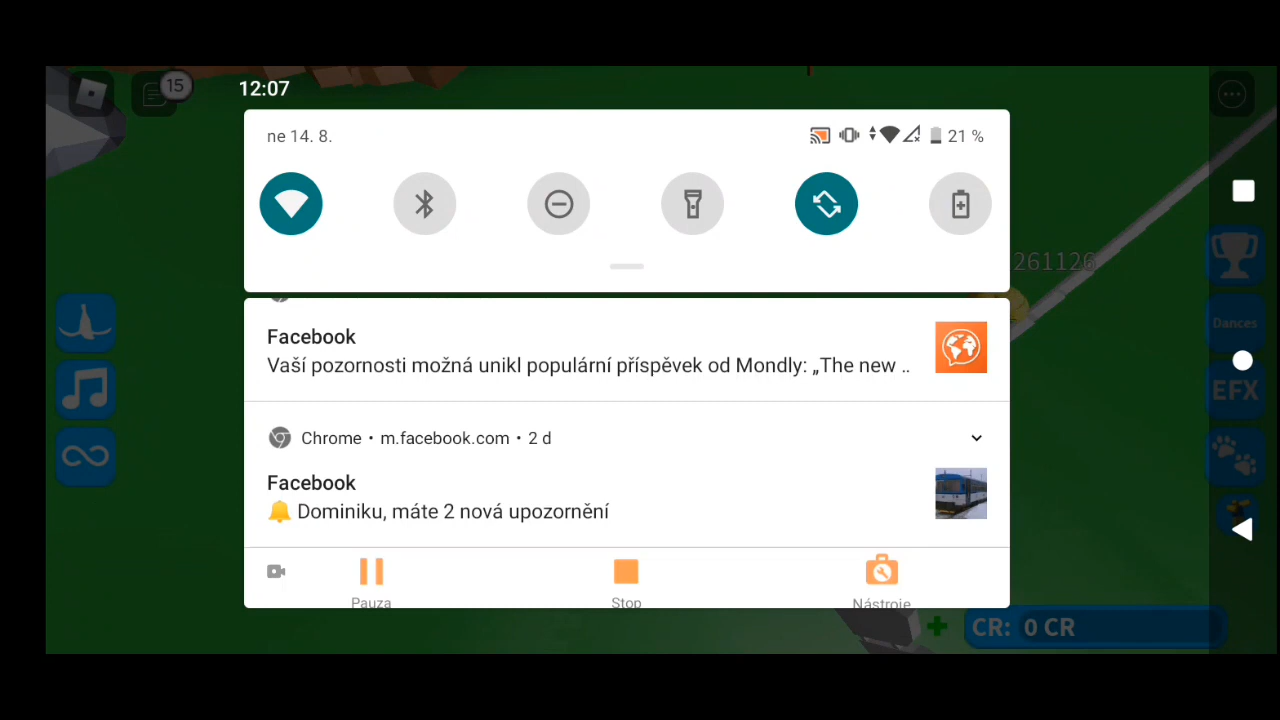 15
12:07
ne 14. 8.
21 %
261126
Facebook
Vaší pozornosti možná unikl populární příspěvek od Mondly: „The new ..
Dances
EFX
Chrome • m.facebook.com • 2 d
Facebook
🔔 Dominiku, máte 2 nová upozornění
Pauza
Stop
Nástroje
CR: 0 CR